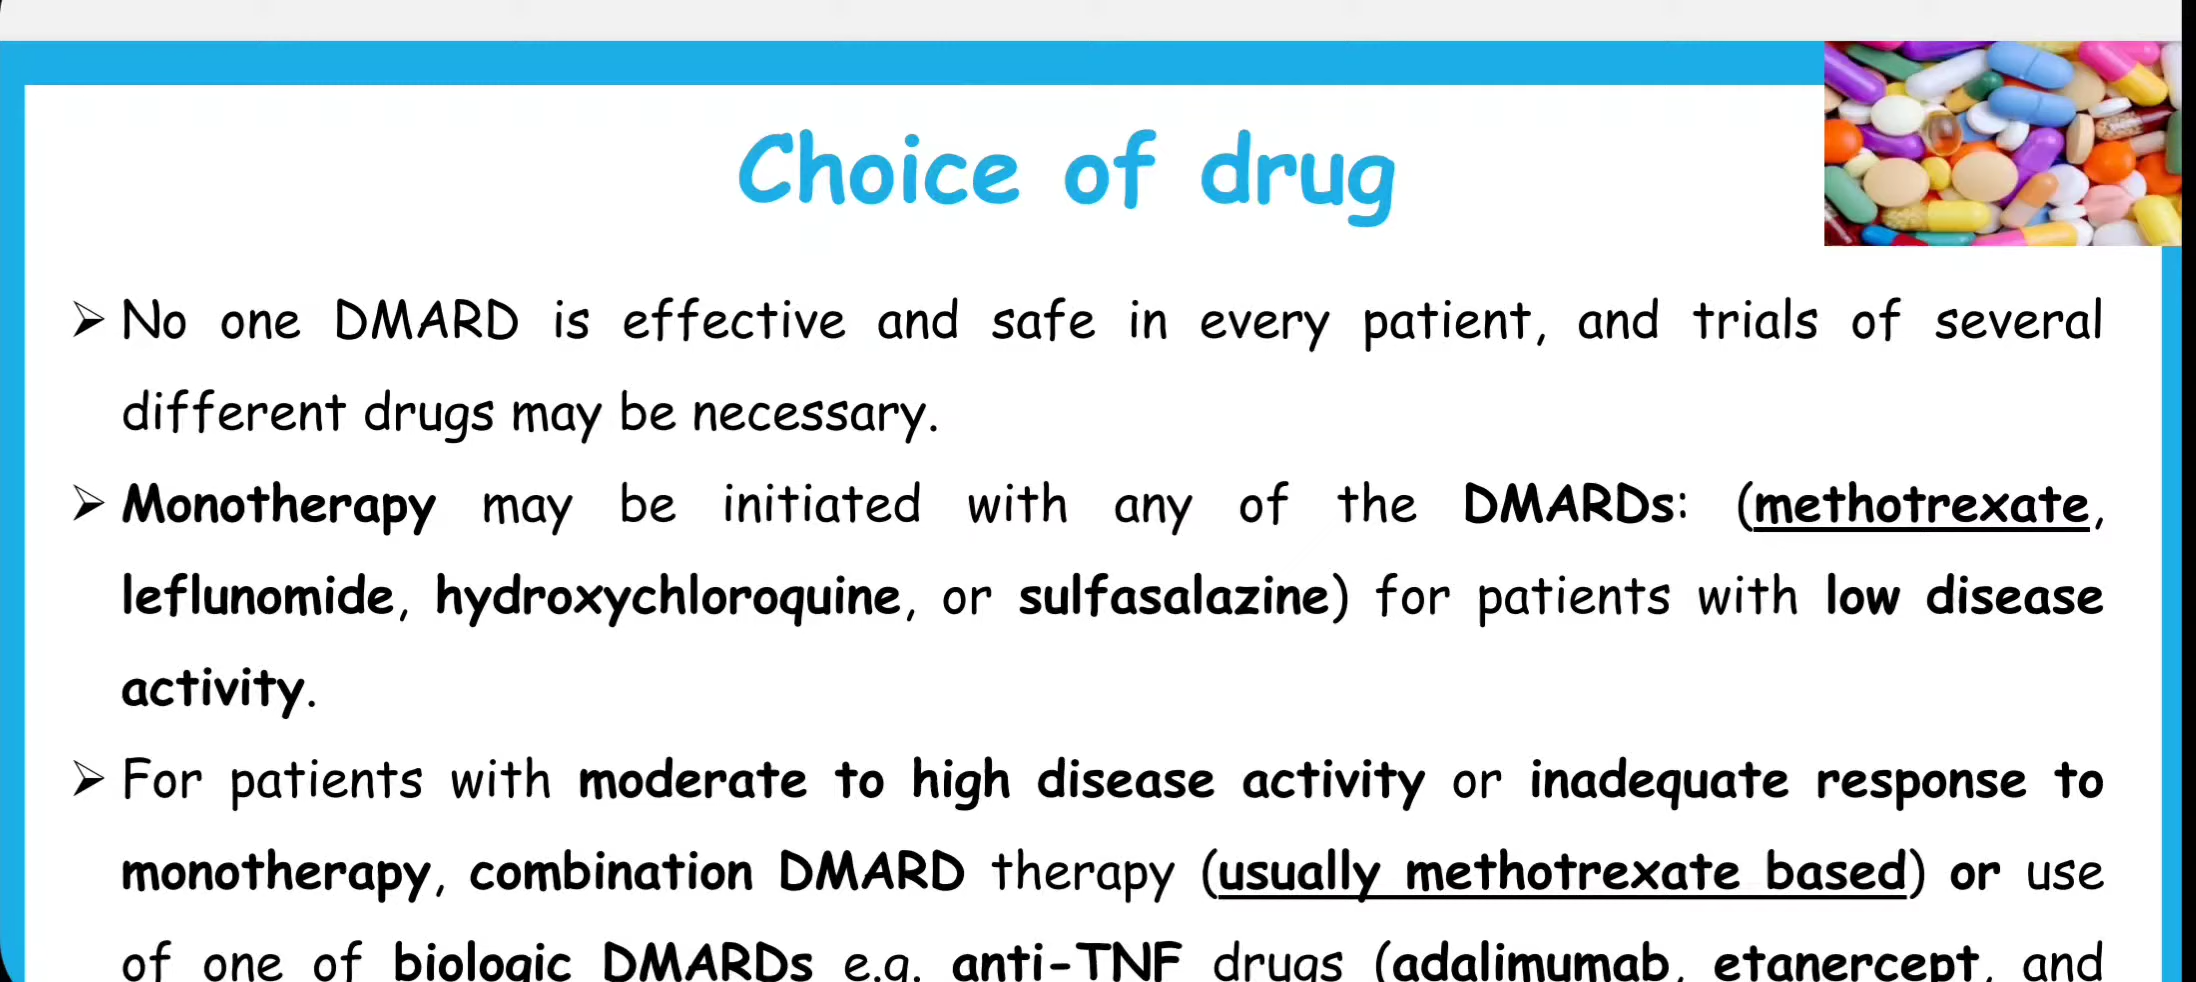 Choice of drug
➢ No one DMARD is effective and safe in every patient, and trials of several
different drugs may be necessary.
➢ Monotherapy may be initiated with any of the DMARDs: (methotrexate,
leflunomide, hydroxychloroquine, or sulfasalazine) for patients with low disease
activity.
➢ For patients with moderate to high disease activity or inadequate response to
monotherapy, combination DMARD therapy (usually methotrexate based) or use
of one of biologic DMARDs e.g. anti-TNF drugs (adalimumab, etanercept, and